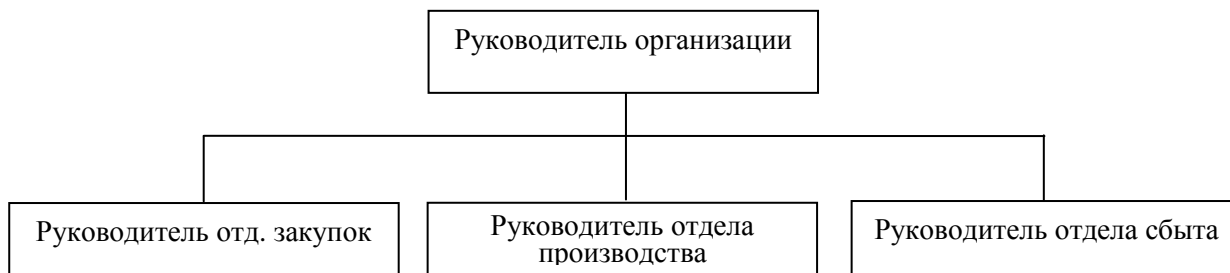 Руководитель организации
Руководитель отд. закупок
Руководитель отдела
производства
Руководитель отдела сбыта